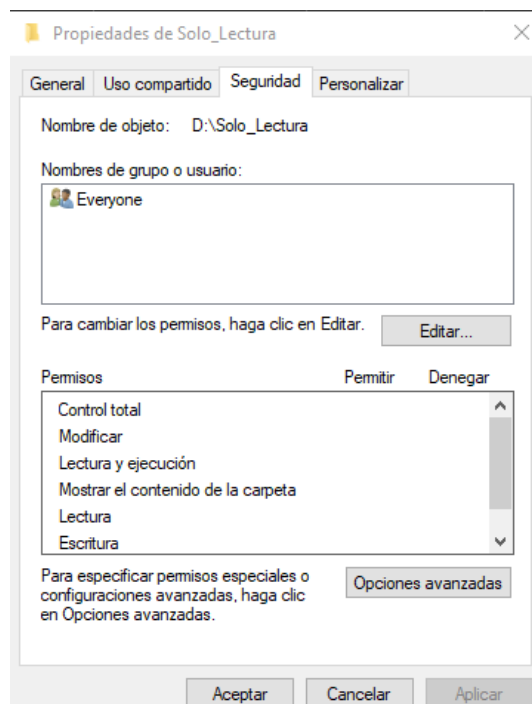 Propiedades de Solo_Lectura
General Uso compartido Seguridad Personalizar
Nombre de objeto: D:\Solo_Lectura
Nombres de grupo o usuario:
Everyone
Para cambiar los permisos, haga clic en Editar. Editar...
Permisos Permitir Denegar
Control total
Modificar
Lectura y ejecución
Mostrar el contenido de la carpeta
Lectura
Escritura
Para especificar permisos especiales o
configuraciones avanzadas, haga clic
en Opciones avanzadas.
Opciones avanzadas
Aceptar Cancelar Aplicar